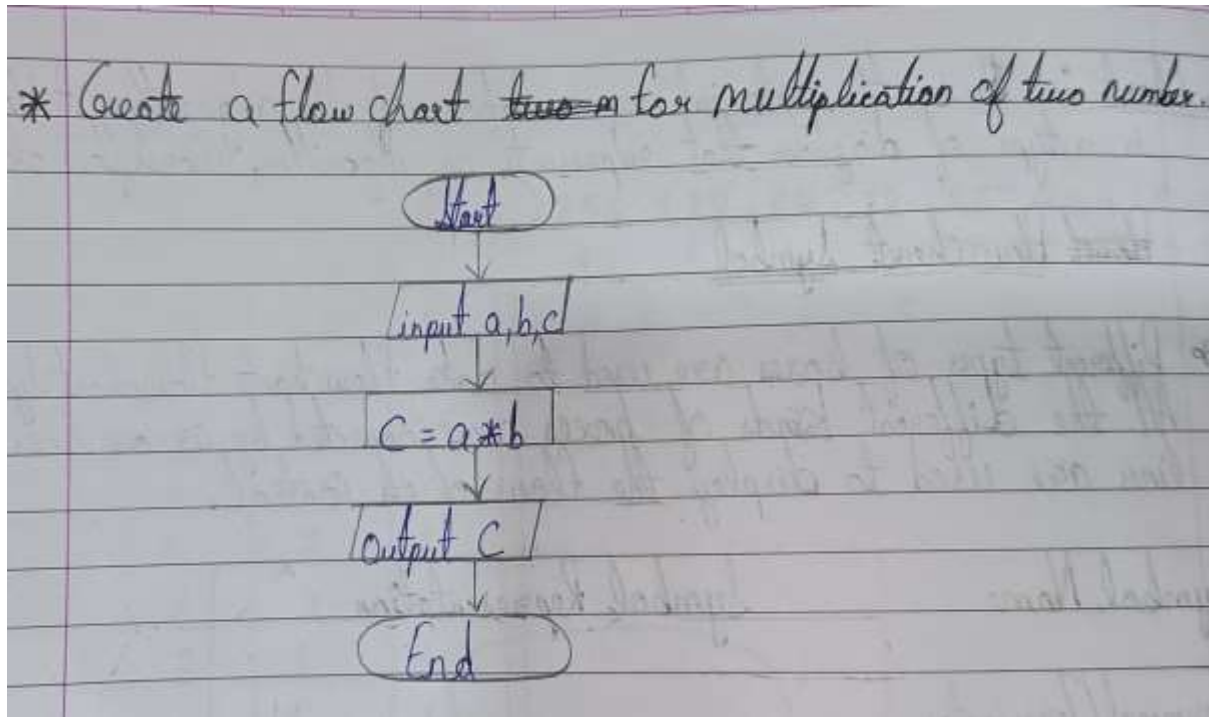 * Create a flow chart for multiplication of two number.
Start
input a,b,c
C = a*b
Output C
End